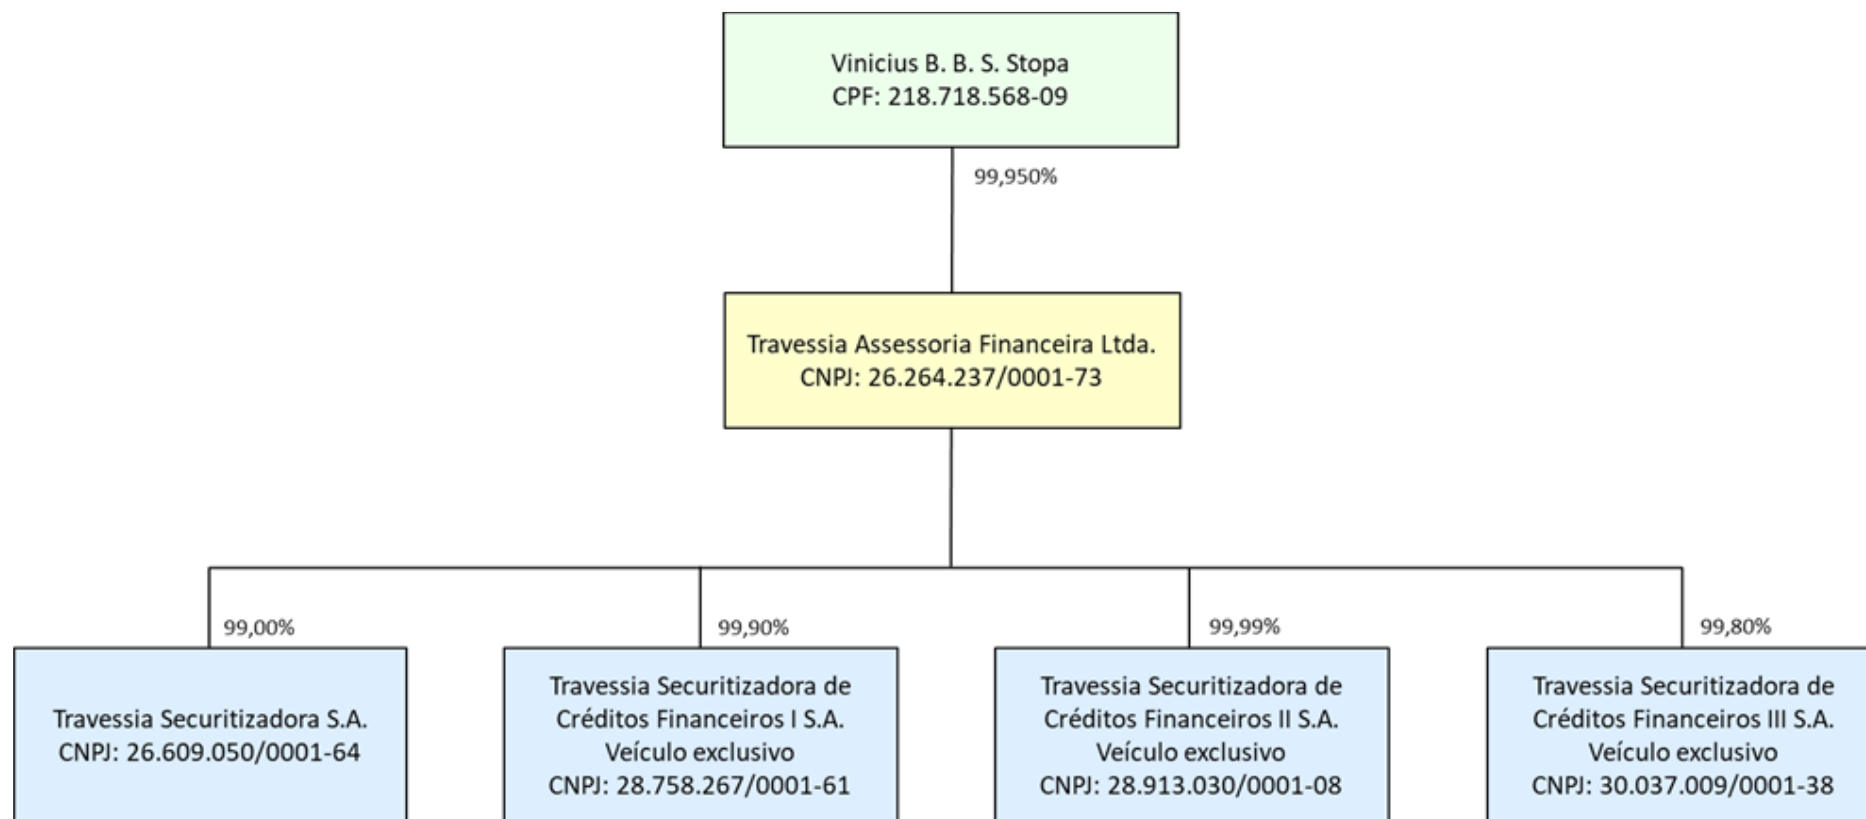 Vinicius B. B. S. Stopa
CPF: 218.718.568-09
99,950%
Travessia Assessoria Financeira Ltda.
CNPJ: 26.264.237/0001-73
99,00%
99,90%
99,99%
99,80%
Travessia Securitizadora S.A.
CNPJ: 26.609.050/0001-64
Travessia Securitizadora de
Créditos Financeiros I S.A.
Veículo exclusivo
CNPJ: 28.758.267/0001-61
Travessia Securitizadora de
Créditos Financeiros II S.A.
Veículo exclusivo
CNPJ: 28.913.030/0001-08
Travessia Securitizadora de
Créditos Financeiros III S.A.
Veículo exclusivo
CNPJ: 30.037.009/0001-38